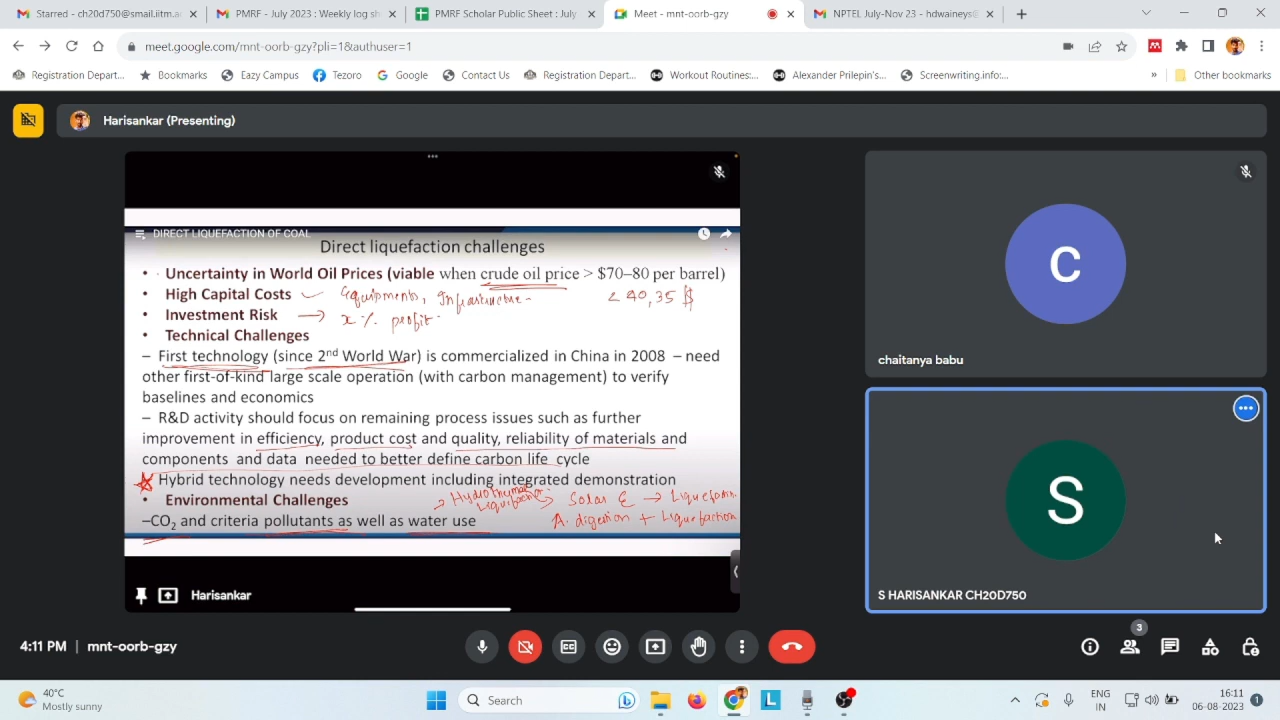 Starred - ch20d750@smail.iitm.ac
PMRF - July 2023 : Weekly log sh
PMRF Scholar Public Sheet : July
Meet - mnt-oorb-gzy
NPTEL July-Nov 23 - hdwaineys@
meet.google.com/mnt-oorb-gzy?pli=1&authuser=1
Registration Depart...
Bookmarks
Eazy Campus
Tezoro
Google
Contact Us
Registration Depart...
Workout Routines:...
Alexander Prilepin's...
Screenwriting.info:...
»
Other bookmarks
Harisankar (Presenting)
DIRECT LIQUEFACTION OF COAL
Direct liquefaction challenges
• Uncertainty in World Oil Prices (viable when crude oil price > $70–80 per barrel)
• High Capital Costs Equipments, Infrastructure < 40, 35 $
• Investment Risk → x % profit
• Technical Challenges
– First technology (since 2nd World War) is commercialized in China in 2008 – need
other first-of-kind large scale operation (with carbon management) to verify
baselines and economics
– R&D activity should focus on remaining process issues such as further
improvement in efficiency, product cost and quality, reliability of materials and
components and data needed to better define carbon life cycle
– Hybrid technology needs development including integrated demonstration
• Environmental Challenges → Hydrothermal Liquefaction Solar E → Liquefaction
–CO2 and criteria pollutants as well as water use A. digestion + Liquefaction
Harisankar
C
chaitanya babu
S
S HARISANKAR CH20D750
4:11 PM | mnt-oorb-gzy
3
40°C
Mostly sunny
Search
L
ENG
IN
16:11
06-08-2023
1